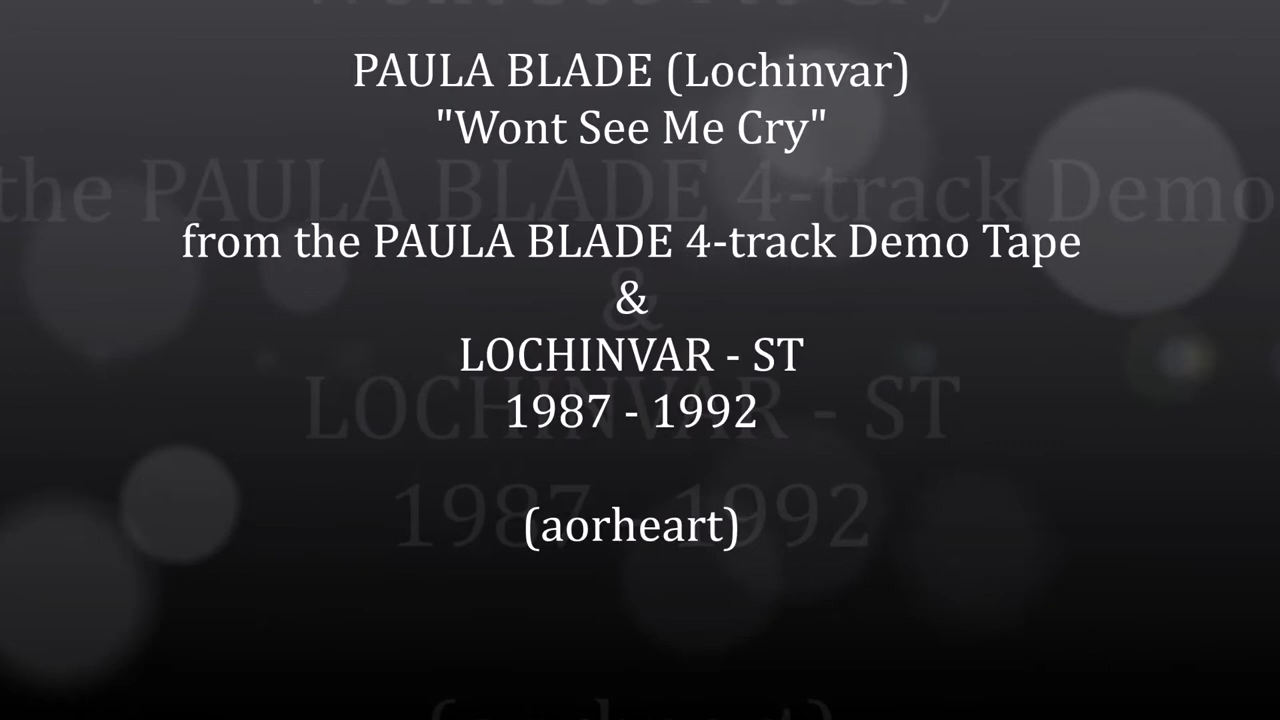 PAULA BLADE (Lochinvar)
"Wont See Me Cry"
from the PAULA BLADE 4-track Demo Tape
&
LOCHINVAR - ST
1987 - 1992
(aorheart)